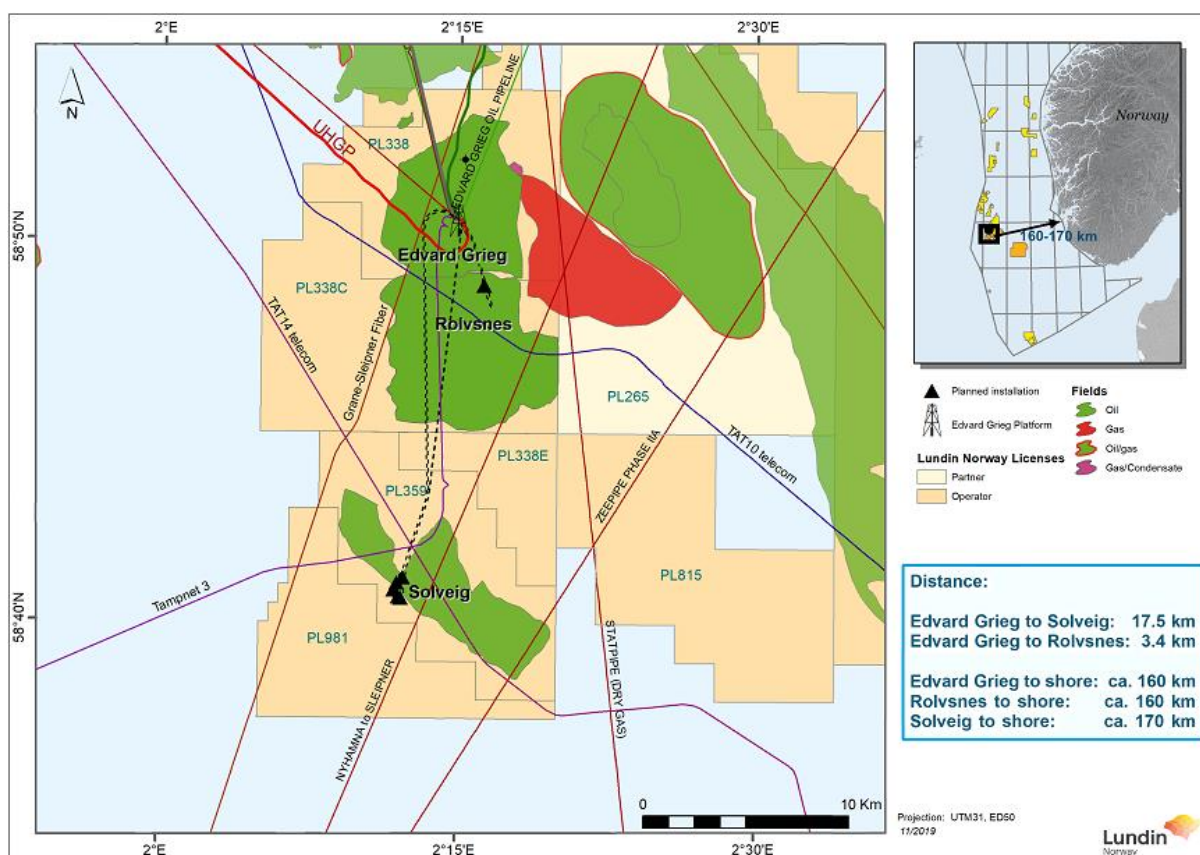 2°E
2°15'E
2°30'E
N
UHGP
PL338
EDVARD GRIEG OIL PIPELINE
58°50'N
Edvard Grieg
PL338C
TAT14 telecom
Rolvsnes
Grane-Sleipner Fiber
PL265
TAT10 telecom
PL338E
PL359
ZEEPIPE PHASE IIA
Solveig
PL815
Tampnet 3
58°40'N
PL981
STATPIPE (DRY GAS)
NYHAMNA to SLEIPNER
0
10 Km
2°E
2°15'E
2°30'E
Norway
160-170 km
Planned installation
Edvard Grieg Platform
Lundin Norway Licenses
Partner
Operator
Fields
Oil
Gas
Oil/gas
Gas/Condensate
Distance:
Edvard Grieg to Solveig: 17.5 km
Edvard Grieg to Rolvsnes: 3.4 km
Edvard Grieg to shore: ca. 160 km
Rolvsnes to shore: ca. 160 km
Solveig to shore: ca. 170 km
Projection: UTM31, ED50
11/2019
Lundin
Norway